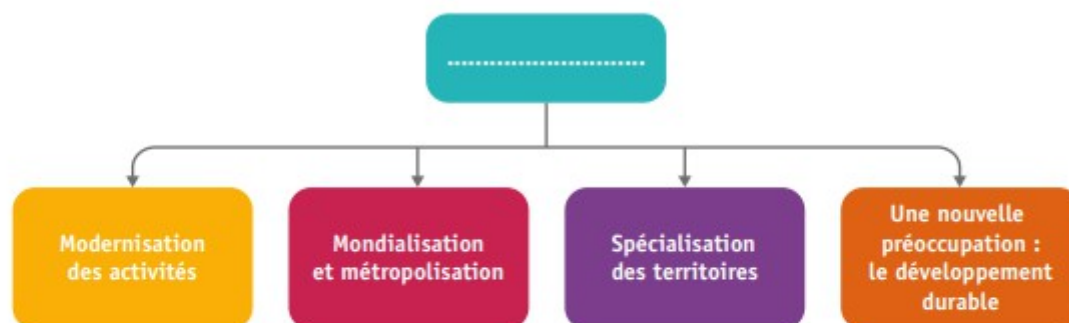 ............................
Modernisation
des activités
Mondialisation
et métropolisation
Spécialisation
des territoires
Une nouvelle
préoccupation :
le développement
durable